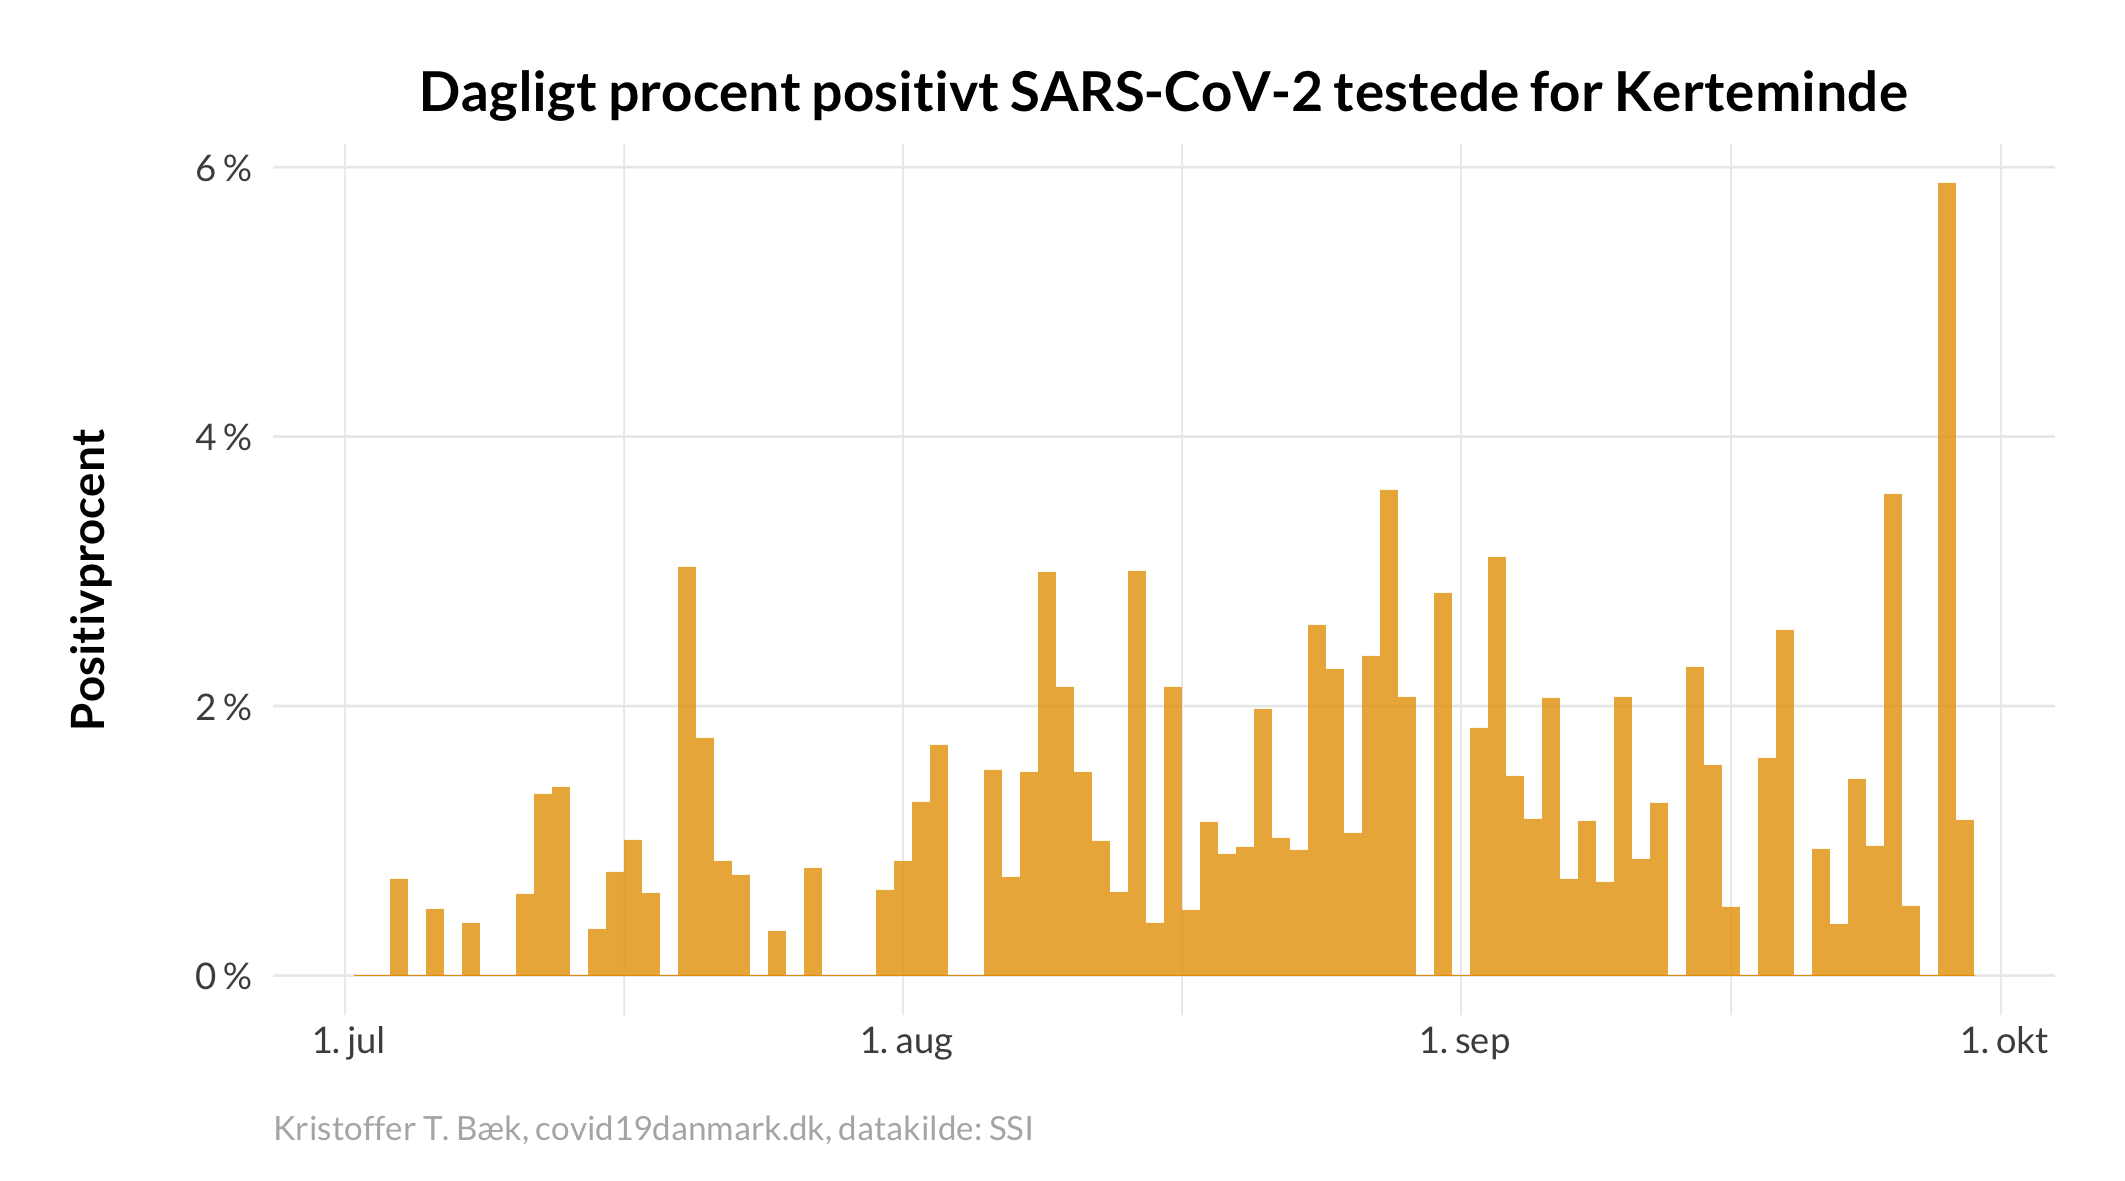 Dagligt procent positivt SARS-CoV-2 testede for Kerteminde
Positivprocent
6 %
4 %
2 %
0 %
1. jul
1. aug
1. sep
1. okt
Kristoffer T. Bæk, covid19danmark.dk, datakilde: SSI